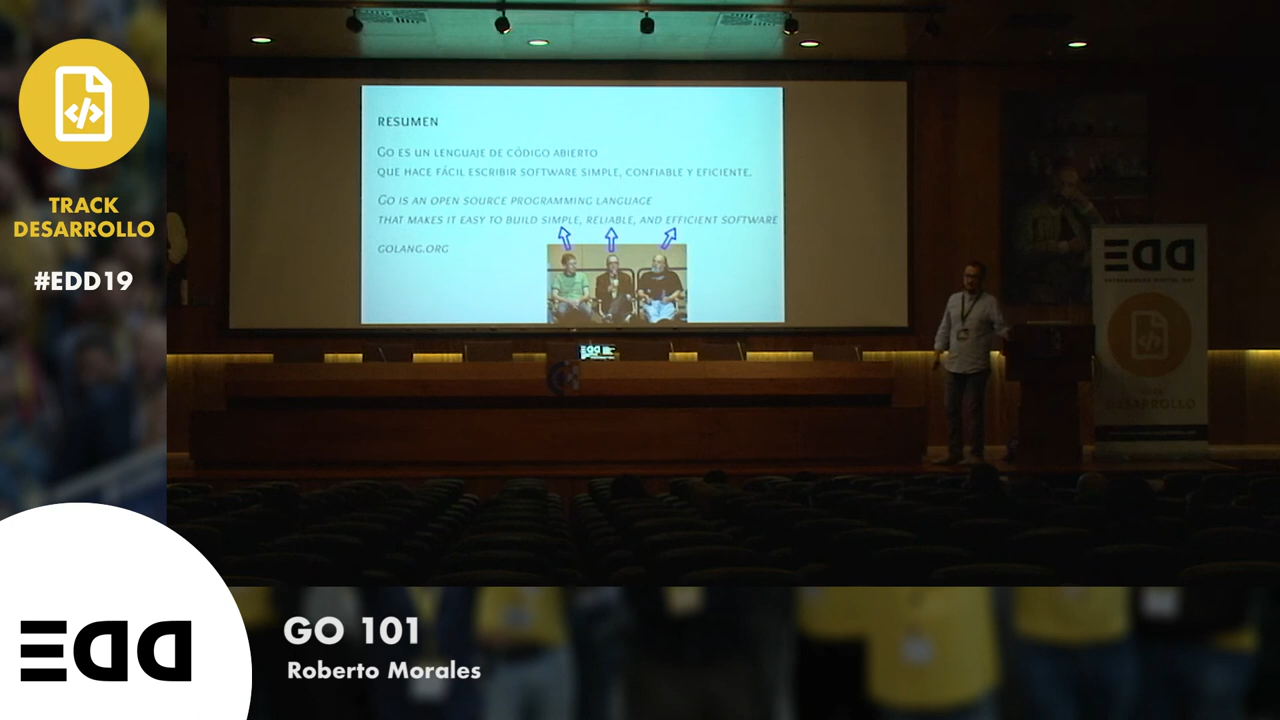 TRACK
DESARROLLO
#EDD19
RESUMEN
GO ES UN LENGUAJE DE CÓDIGO ABIERTO
QUE HACE FÁCIL ESCRIBIR SOFTWARE SIMPLE, CONFIABLE Y EFICIENTE.
GO IS AN OPEN SOURCE PROGRAMMING LANGUAGE
THAT MAKES IT EASY TO BUILD SIMPLE, RELIABLE, AND EFFICIENT SOFTWARE
GOLANG.ORG
EDD
DESARROLLO
EDD
GO 101
Roberto Morales